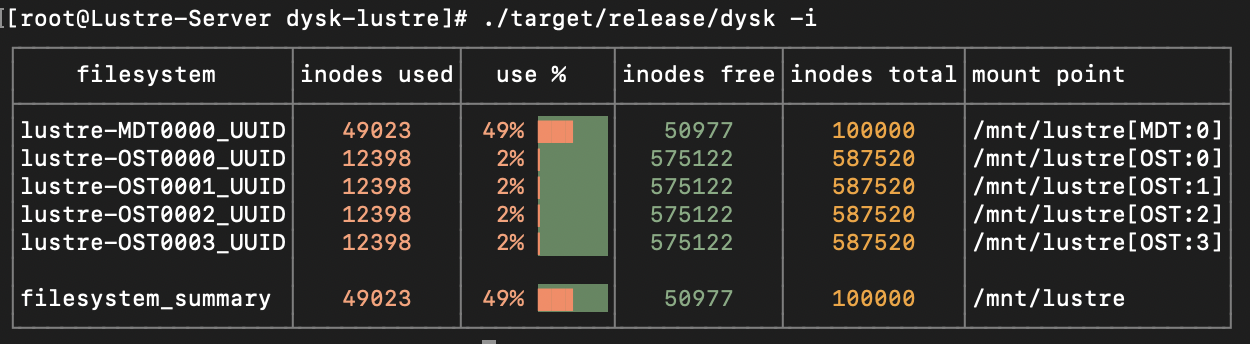 [[root@Lustre-Server dysk-lustre]# ./target/release/dysk -i
filesystem inodes used use % inodes free inodes total mount point
lustre-MDT0000_UUID 49023 49% 50977 100000 /mnt/lustre[MDT:0]
lustre-OST0000_UUID 12398 2% 575122 587520 /mnt/lustre[OST:0]
lustre-OST0001_UUID 12398 2% 575122 587520 /mnt/lustre[OST:1]
lustre-OST0002_UUID 12398 2% 575122 587520 /mnt/lustre[OST:2]
lustre-OST0003_UUID 12398 2% 575122 587520 /mnt/lustre[OST:3]
filesystem_summary 49023 49% 50977 100000 /mnt/lustre